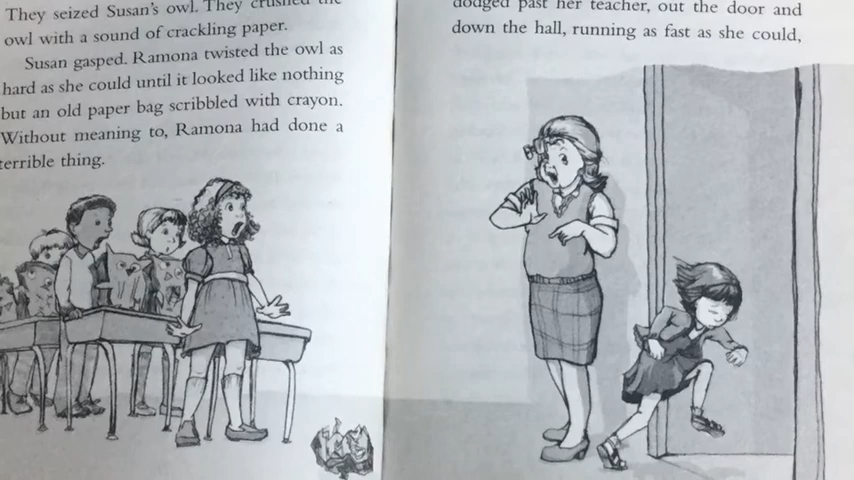 They seized Susan's owl. They crushed the
owl with a sound of crackling paper.
Susan gasped. Ramona twisted the owl as
hard as she could until it looked like nothing
but an old paper bag scribbled with crayon.
Without meaning to, Ramona had done a
terrible thing.
dodged past her teacher, out the door and
down the hall, running as fast as she could,